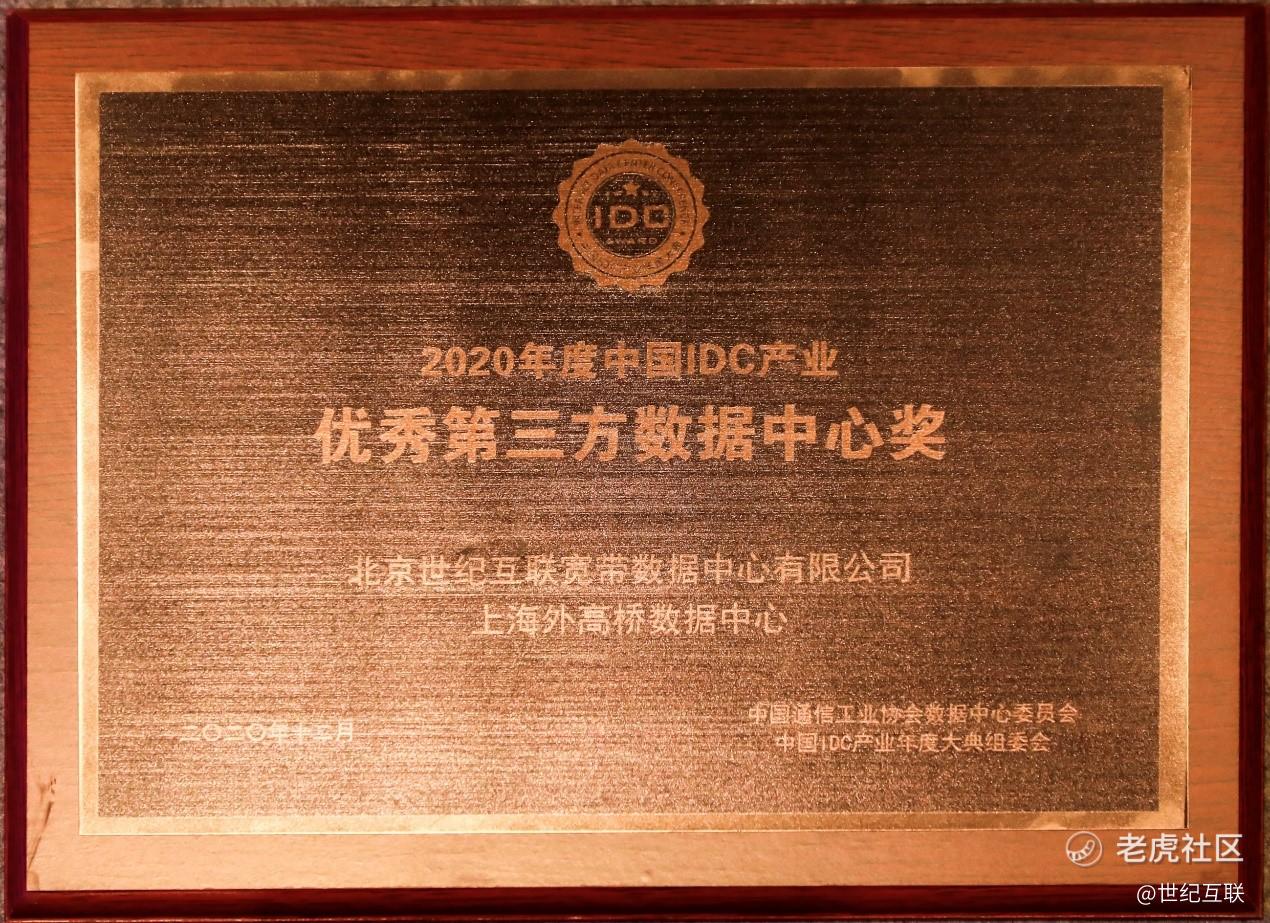 IDC
AWARD
2020年度中国IDC产业
优秀第三方数据中心奖
北京世纪互联宽带数据中心有限公司
上海外高桥数据中心
二〇二〇年十二月
中国通信工业协会数据中心委员会
中国IDC产业年度大典组委会
老虎社区
@世纪互联